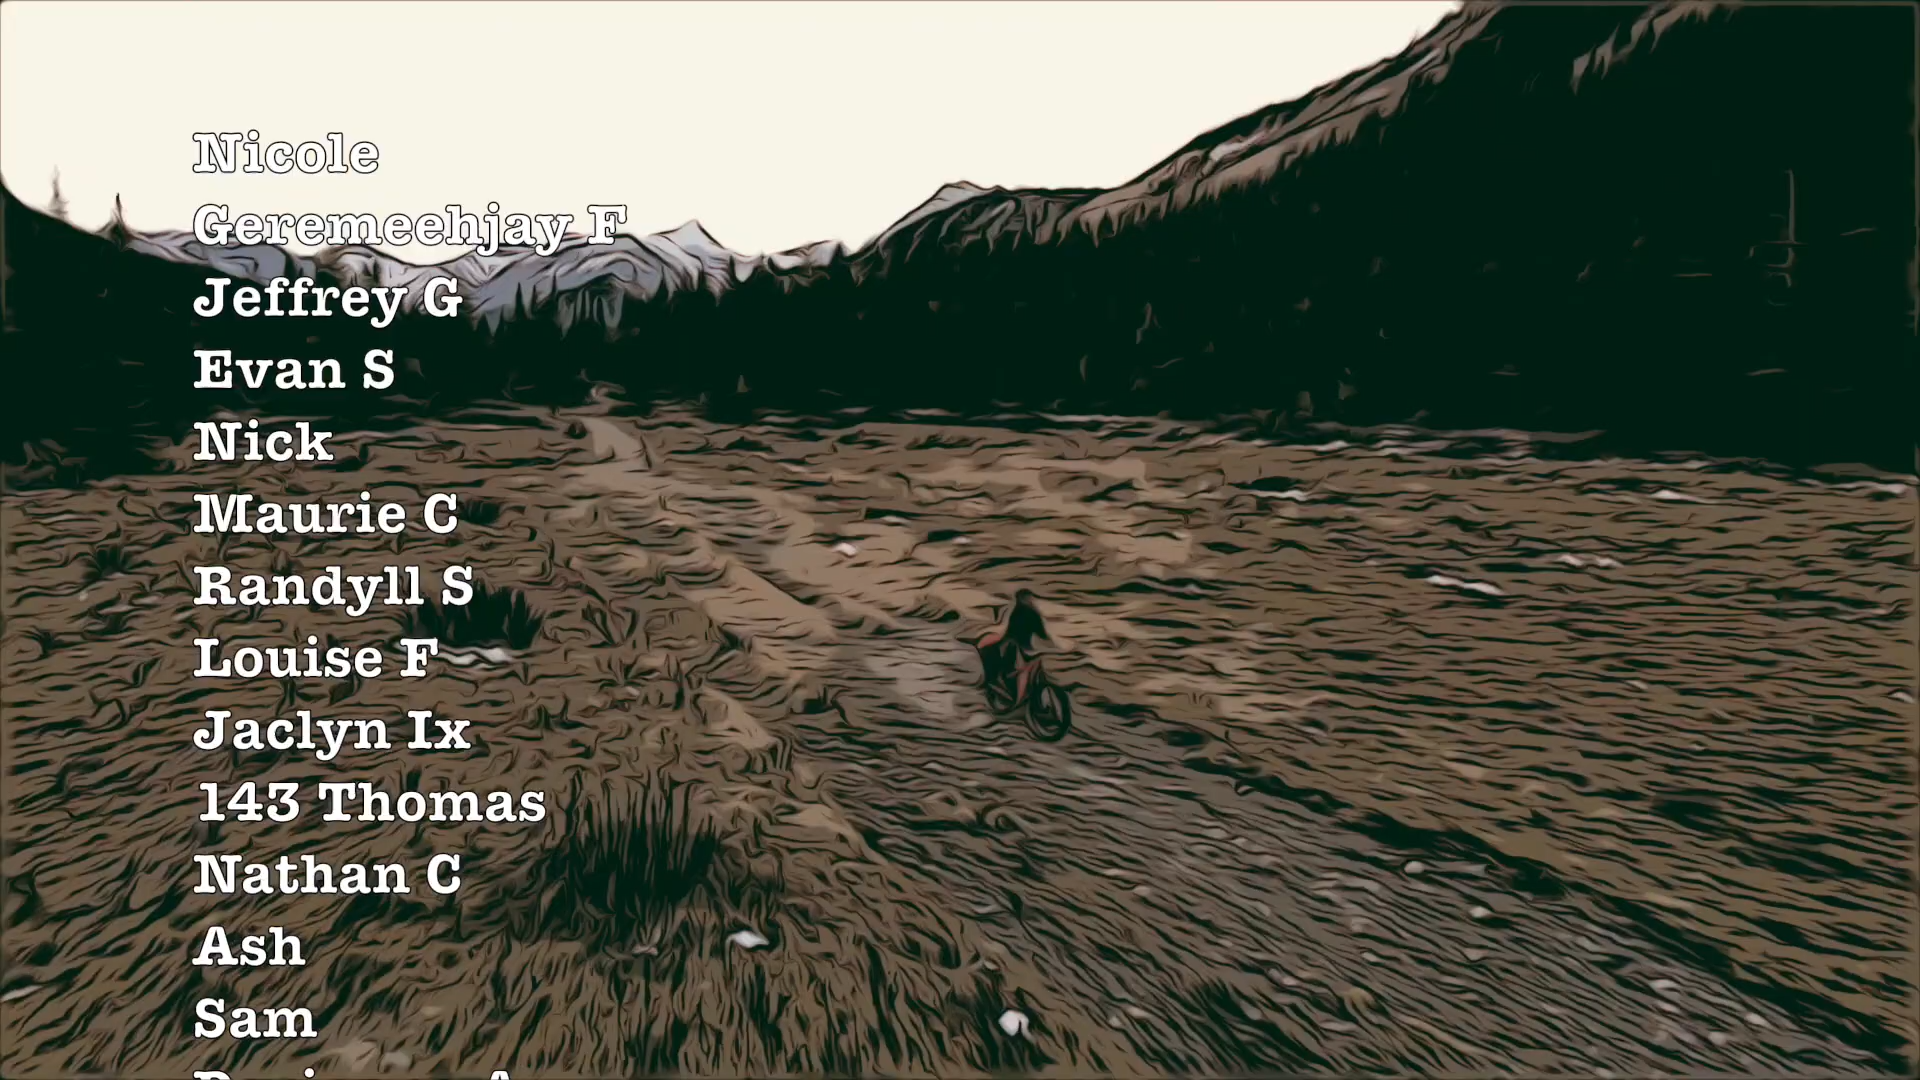 Nicole
Geremeehjay F
Jeffrey G
Evan S
Nick
Maurie C
Randyll S
Louise F
Jaclyn Ix
143 Thomas
Nathan C
Ash
Sam